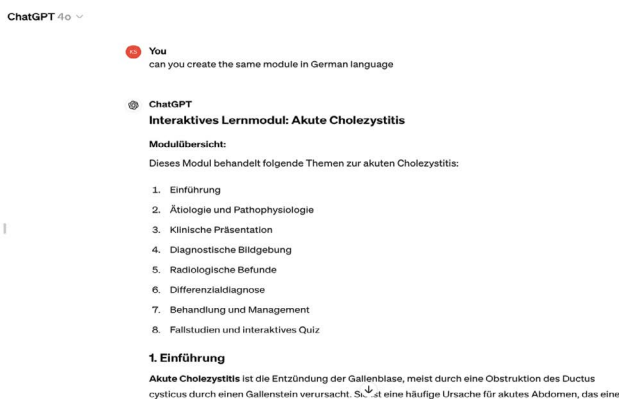 ChatGPT 4o
KS
You
can you create the same module in German language
ChatGPT
Interaktives Lernmodul: Akute Cholezystitis
Modulübersicht:
Dieses Modul behandelt folgende Themen zur akuten Cholezystitis:
1. Einführung
2. Ätiologie und Pathophysiologie
3. Klinische Präsentation
4. Diagnostische Bildgebung
5. Radiologische Befunde
6. Differenzialdiagnose
7. Behandlung und Management
8. Fallstudien und interaktives Quiz
1. Einführung
Akute Cholezystitis ist die Entzündung der Gallenblase, meist durch eine Obstruktion des Ductus
cysticus durch einen Gallenstein verursacht. eine häufige Ursache für akutes Abdomen, das eine